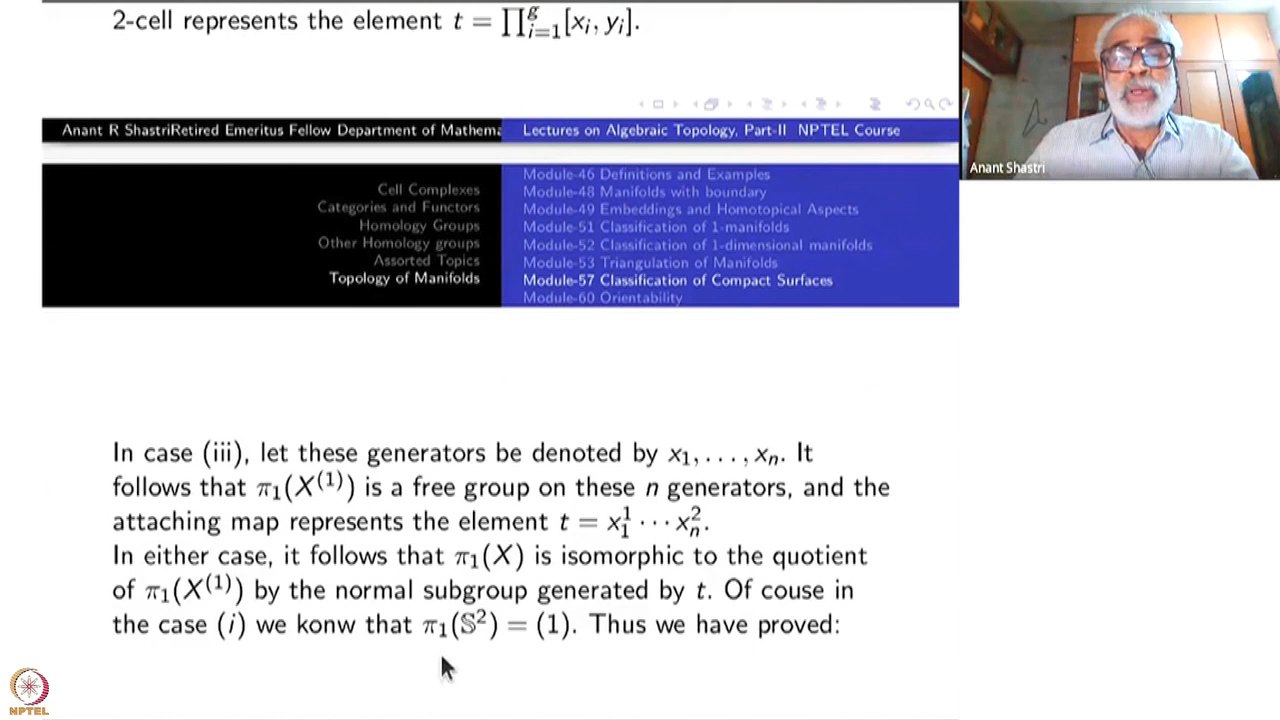 2-cell represents the element t = ∏ᵍᵢ₌₁[xᵢ, yᵢ].
Anant R ShastriRetired Emeritus Fellow Department of Mathema
Lectures on Algebraic Topology, Part-II NPTEL Course
Anant Shastri
Cell Complexes
Categories and Functors
Homology Groups
Other Homology groups
Assorted Topics
Topology of Manifolds
Module-46 Definitions and Examples
Module-48 Manifolds with boundary
Module-49 Embeddings and Homotopical Aspects
Module-51 Classification of 1-manifolds
Module-52 Classification of 1-dimensional manifolds
Module-53 Triangulation of Manifolds
Module-57 Classification of Compact Surfaces
Module-60 Orientability
In case (iii), let these generators be denoted by x₁, . . . , xₙ. It
follows that π₁(X⁽¹⁾) is a free group on these n generators, and the
attaching map represents the element t = x₁¹ · · · xₙ².
In either case, it follows that π₁(X) is isomorphic to the quotient
of π₁(X⁽¹⁾) by the normal subgroup generated by t. Of couse in
the case (i) we konw that π₁(𝕊²) = (1). Thus we have proved:
NPTEL